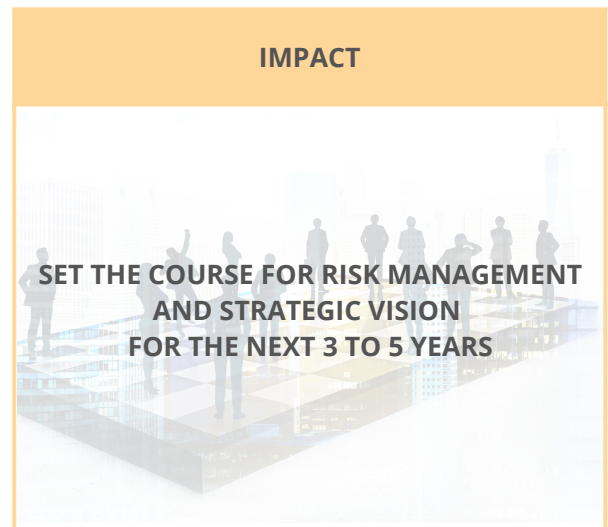 IMPACT
SET THE COURSE FOR RISK MANAGEMENT
AND STRATEGIC VISION
FOR THE NEXT 3 TO 5 YEARS